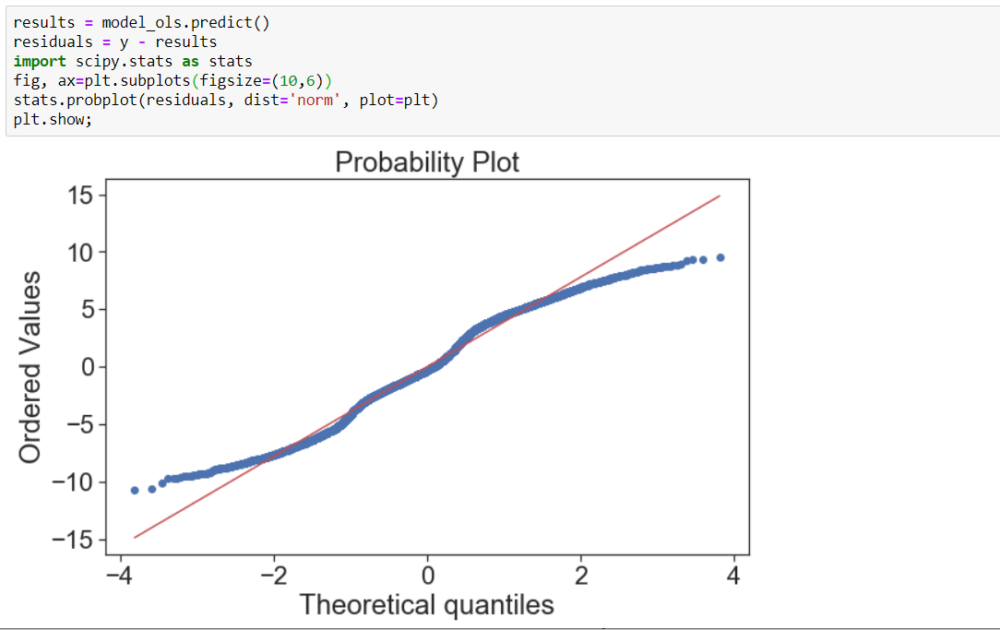 results = model_ols.predict()
residuals = y - results
import scipy.stats as stats
fig, ax=plt.subplots(figsize=(10,6))
stats.probplot(residuals, dist='norm', plot=plt)
plt.show;
Probability Plot
15
10
5
0
−5
−10
−15
Ordered Values
−4
−2
0
2
4
Theoretical quantiles